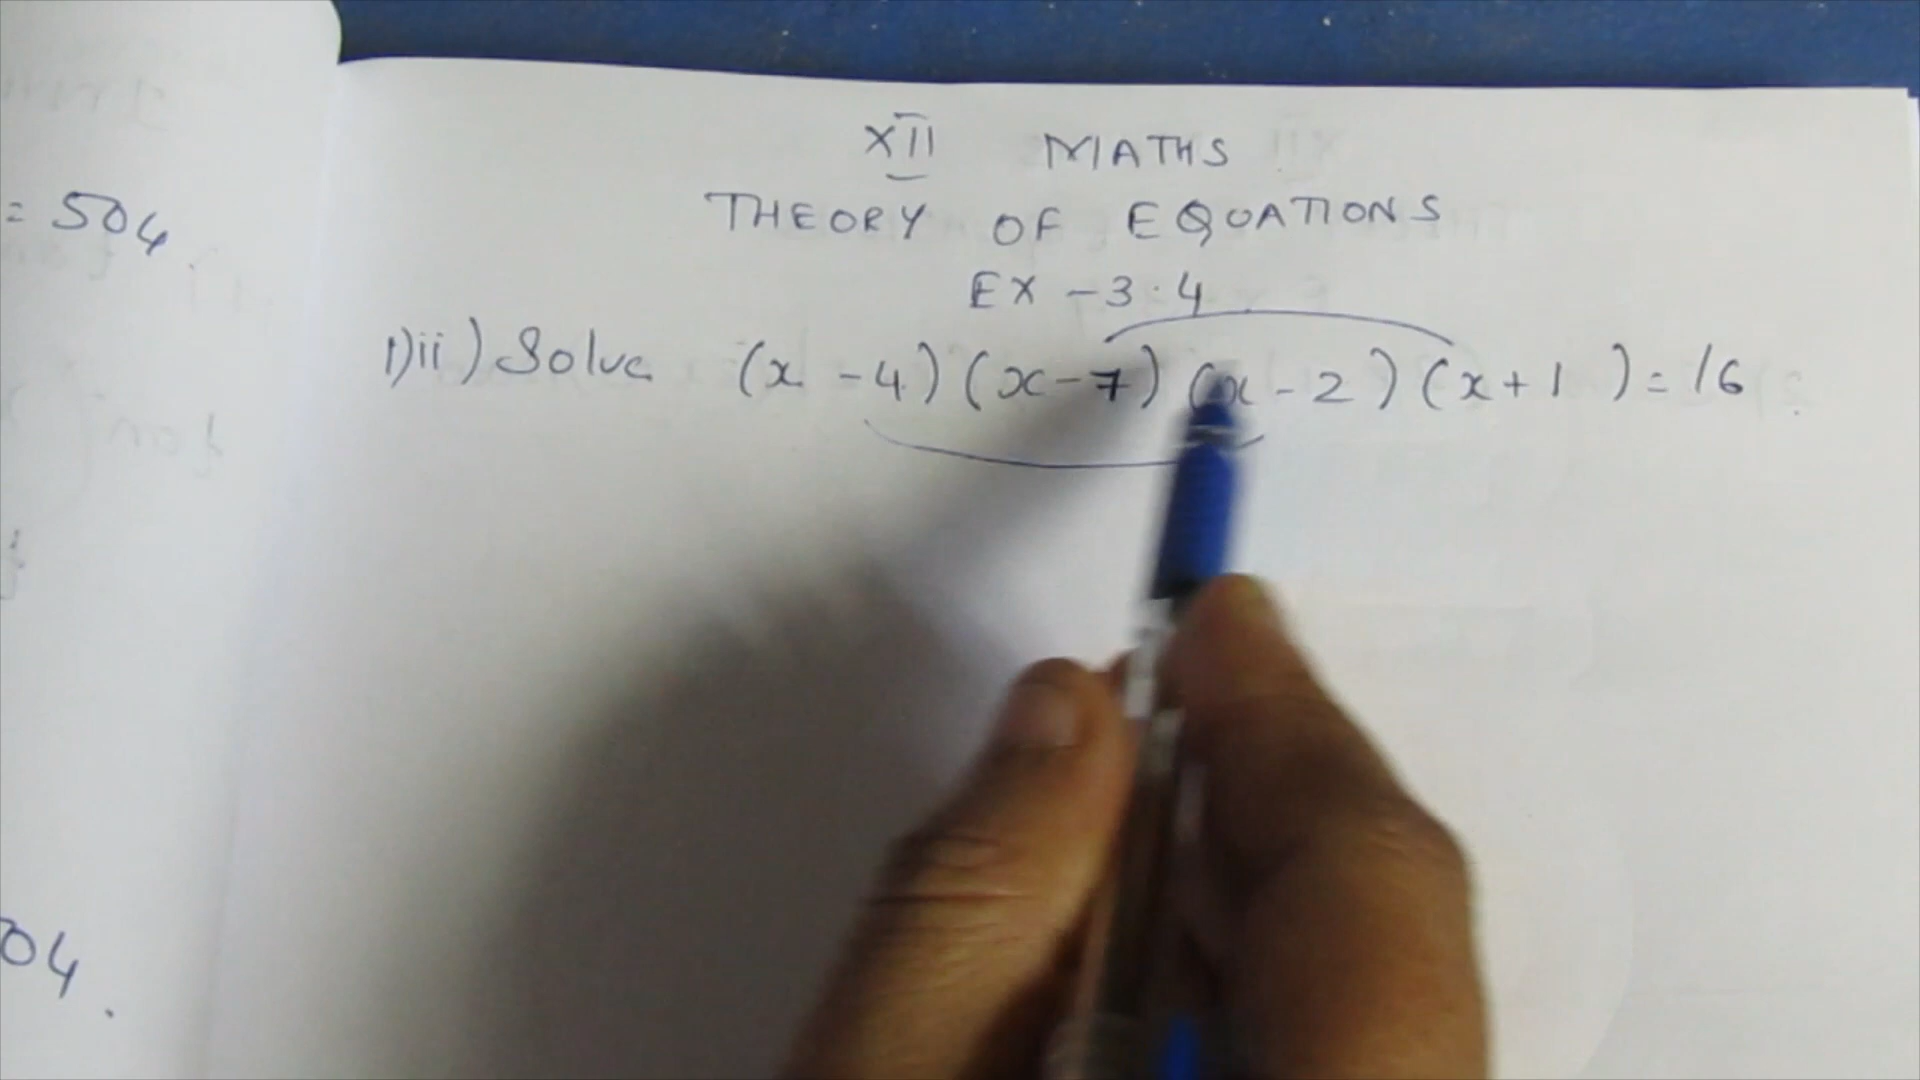 = 504
04.
XII MATHS
THEORY OF EQUATIONS
EX - 3.4
1)ii) Solve (x - 4)(x - 7)(x - 2)(x + 1) = 16